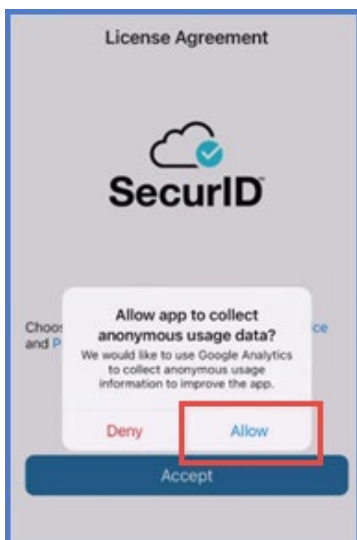 License Agreement
SecurID
Allow app to collect
anonymous usage data?
We would like to use Google Analytics
to collect anonymous usage
information to improve the app.
Choos ce
and P
Deny Allow
Accept